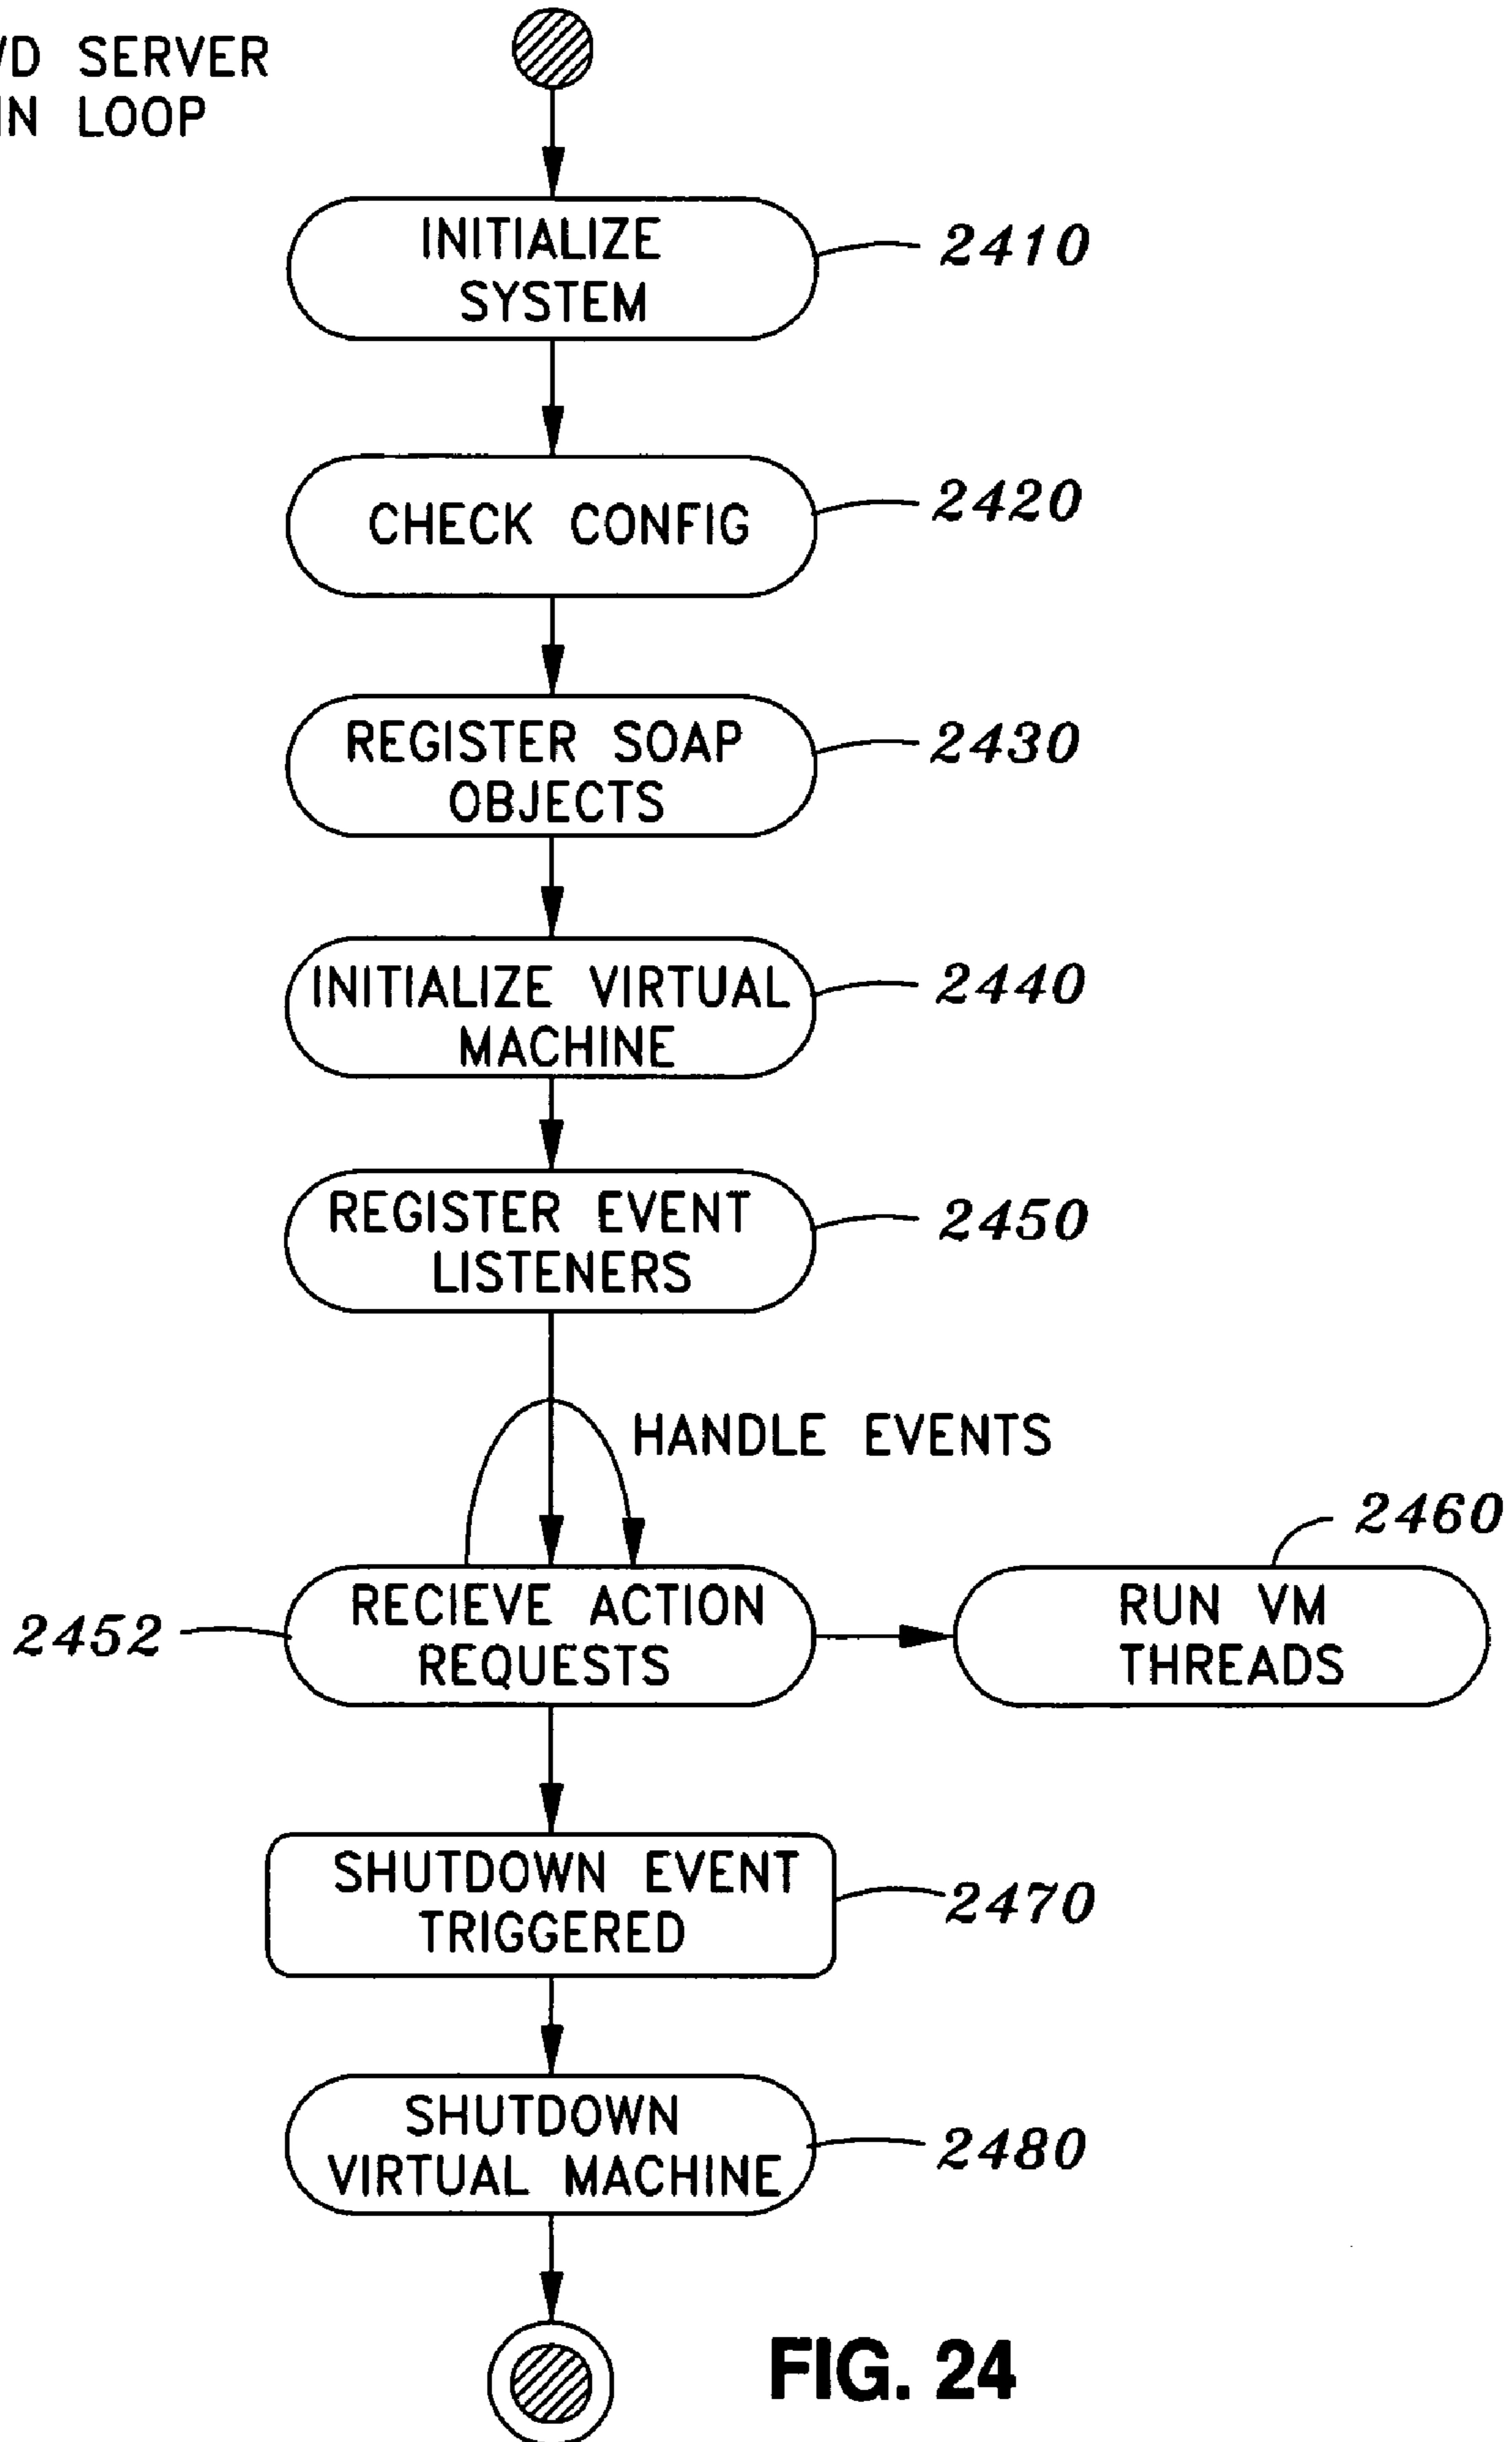 SERVER
LOOP
INITIALIZE
SYSTEM
2410
CHECK CONFIG
2420
REGISTER SOAP
OBJECTS
2430
INITIALIZE VIRTUAL
MACHINE
2440
REGISTER EVENT
LISTENERS
2450
HANDLE EVENTS
2460
RECIEVE ACTION
REQUESTS
2452
RUN VM
THREADS
SHUTDOWN EVENT
TRIGGERED
2470
SHUTDOWN
VIRTUAL MACHINE
2480
FIG. 24